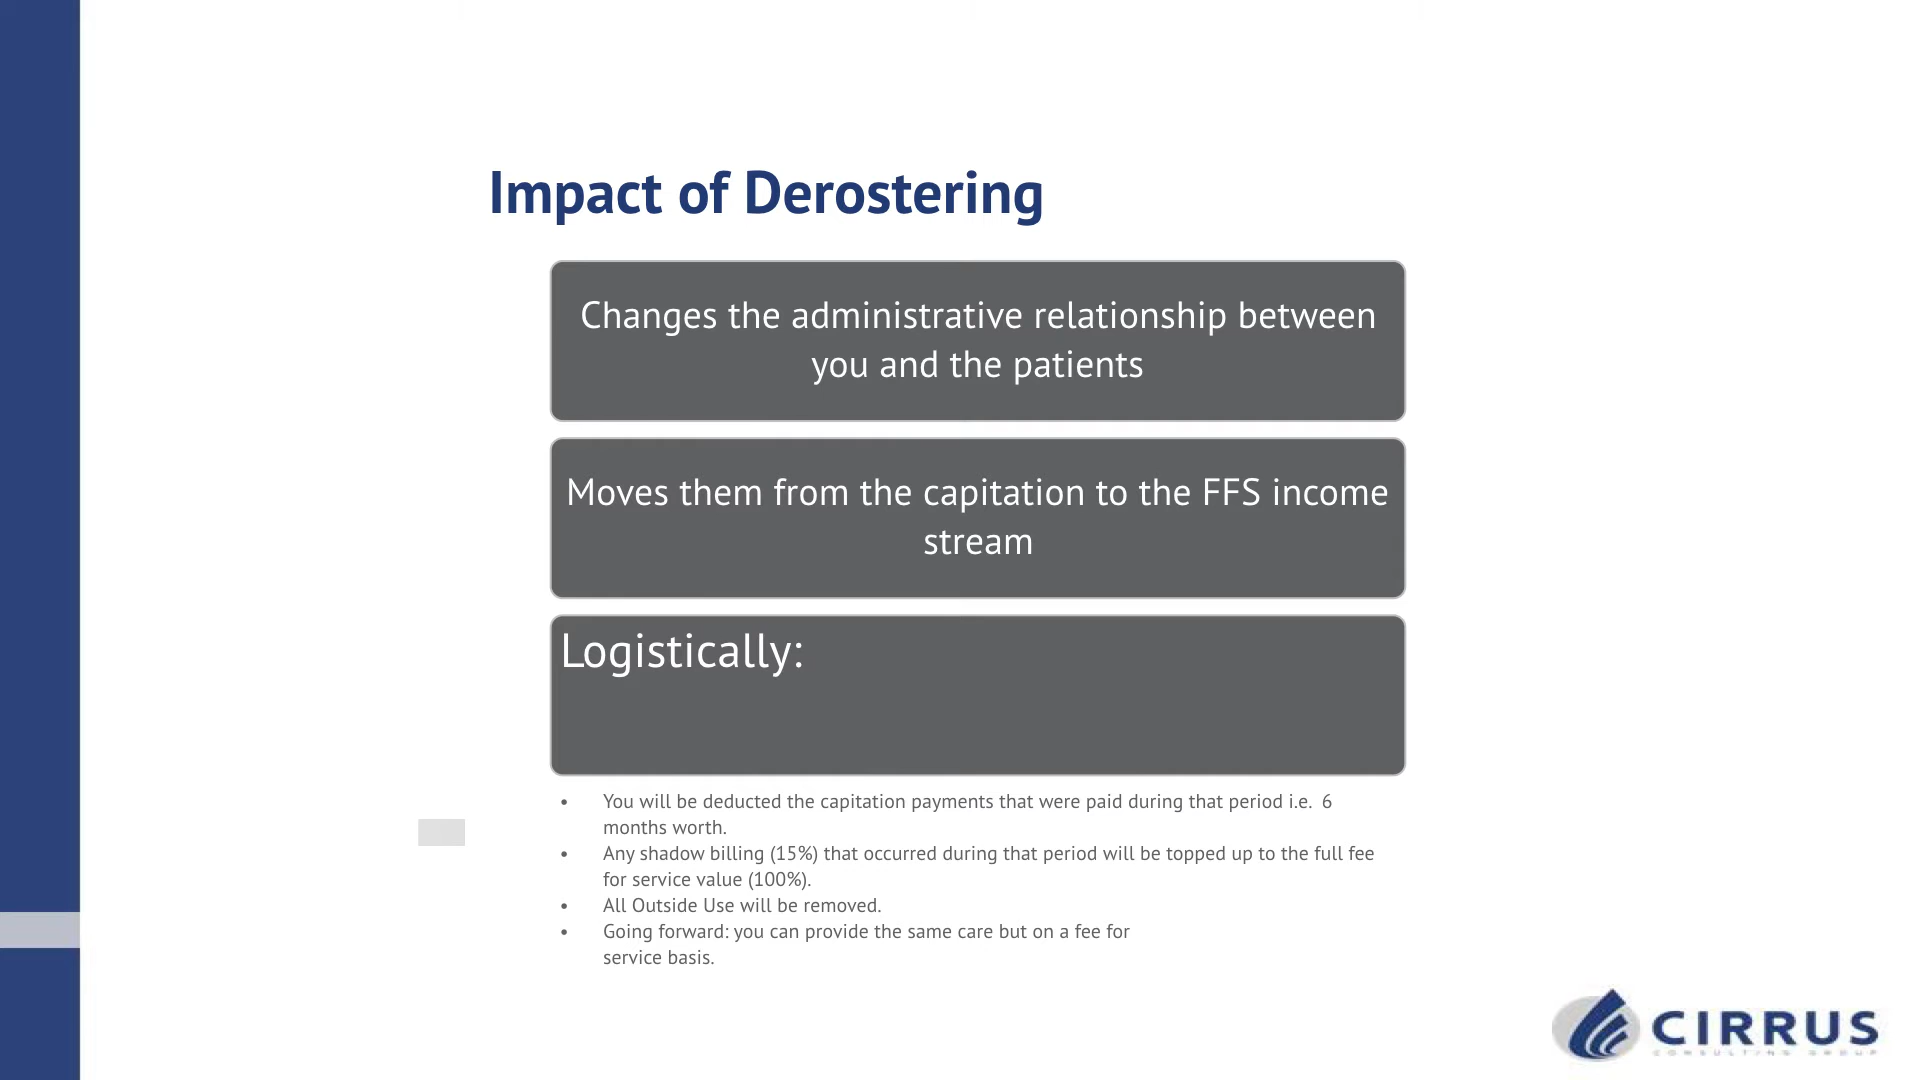 Impact of Derostering
Changes the administrative relationship between
you and the patients
Moves them from the capitation to the FFS income
stream
Logistically:
• You will be deducted the capitation payments that were paid during that period i.e.  6
months worth.
• Any shadow billing (15%) that occurred during that period will be topped up to the full fee
for service value (100%).
• All Outside Use will be removed.
• Going forward: you can provide the same care but on a fee for
service basis.
CIRRUS
CONSULTING GROUP